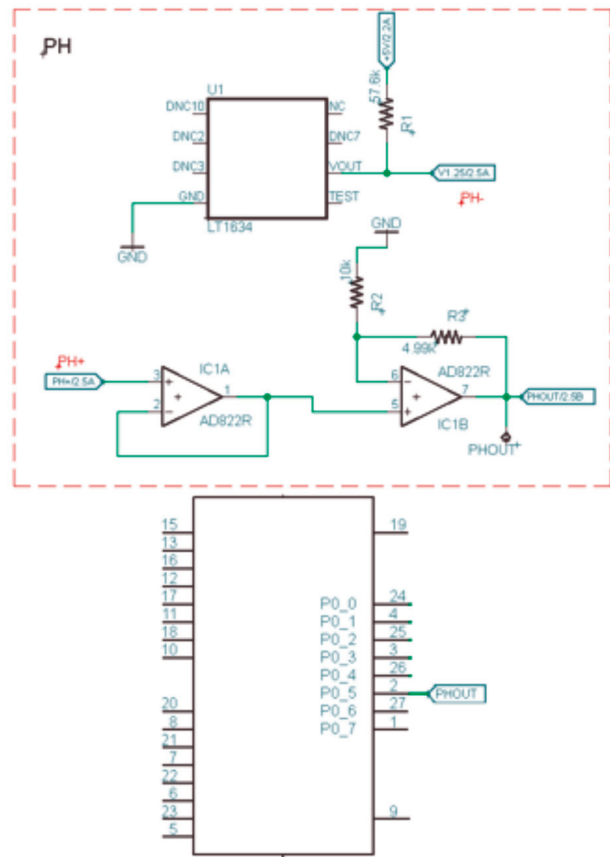 PH
+5V/2.2A
57.6k
R1
U1
DNC10
NC
DNC2
DNC7
DNC3
VOUT
V1.25/2.5A
GND
TEST
PH-
LT1634
GND
GND
10k
R2
R3
4.99k
PH+
PH+/2.5A
3
IC1A
1
2
AD822R
6
AD822R
7
5
IC1B
PHOUT/2.5B
PHOUT
15
19
13
16
12
17
P0_0
24
11
P0_1
4
18
P0_2
25
10
P0_3
3
P0_4
26
P0_5
2
PHOUT
20
P0_6
27
8
P0_7
1
21
7
22
6
23
9
5